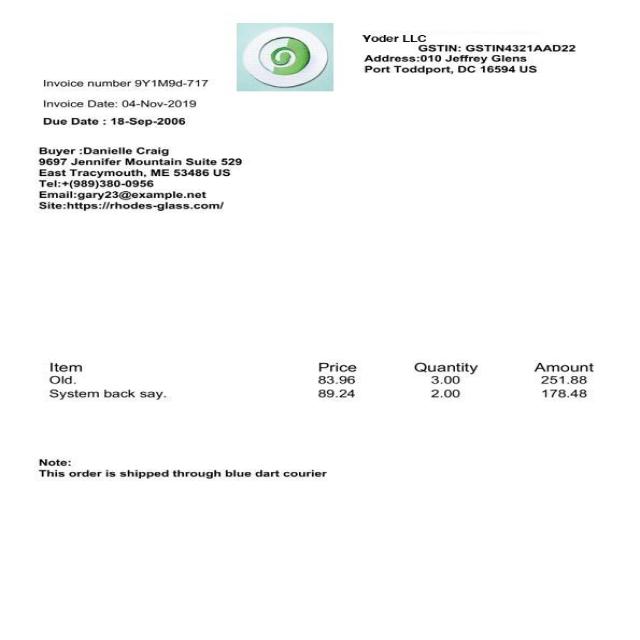 Yoder LLC
GSTIN: GSTIN4321AAD22
Address:010 Jeffrey Glens
Port Toddport, DC 16594 US
Invoice number 9Y1M9d-717
Invoice Date: 04-Nov-2019
Due Date : 18-Sep-2006
Buyer :Danielle Craig
9697 Jennifer Mountain Suite 529
East Tracymouth, ME 53486 US
Tel:+(989)380-0956
Email:gary23@example.net
Site:https://rhodes-glass.com/
Item Price Quantity Amount
Old. 83.96 3.00 251.88
System back say. 89.24 2.00 178.48
Note:
This order is shipped through blue dart courier